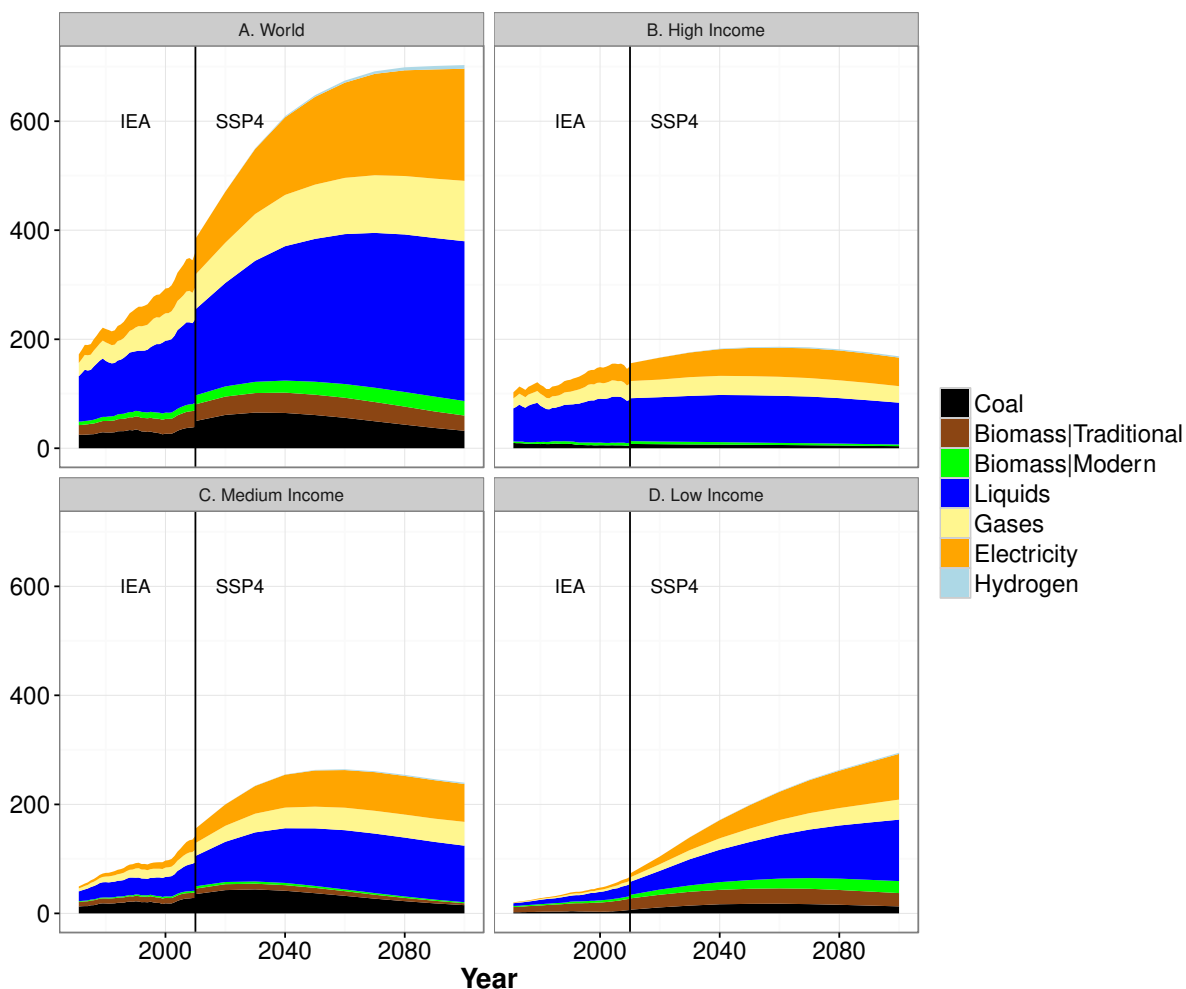 A. World
B. High Income
600
400
200
0
IEA
SSP4
IEA
SSP4
C. Medium Income
D. Low Income
600
400
200
0
IEA
SSP4
IEA
SSP4
2000
2040
2080
2000
2040
2080
Year
Coal
Biomass|Traditional
Biomass|Modern
Liquids
Gases
Electricity
Hydrogen